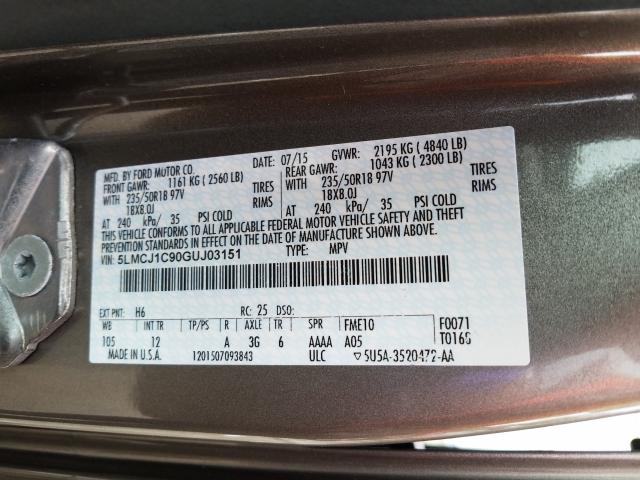 MFD. BY FORD MOTOR CO.
DATE: 07/15 GVWR: 2195 KG ( 4840 LB)
FRONT GAWR: 1161 KG ( 2560 LB) REAR GAWR: 1043 KG ( 2300 LB)
WITH 235/50R18 97V TIRES WITH 235/50R18 97V TIRES
18X8.0J RIMS 18X8.0J RIMS
AT 240 kPa/ 35 PSI COLD AT 240 kPa/ 35 PSI COLD
THIS VEHICLE CONFORMS TO ALL APPLICABLE FEDERAL MOTOR VEHICLE SAFETY AND THEFT
PREVENTION STANDARDS IN EFFECT ON THE DATE OF MANUFACTURE SHOWN ABOVE.
VIN: 5LMCJ1C90GUJ03151 TYPE: MPV
EXT PNT: H6 RC: 25 DSO:
WB INT TR TP/PS R AXLE TR SPR FME10 F0071
105 12 A 3G 6 AAAA A05 T016S
MADE IN U.S.A. 1201507093843 ULC 5U5A-3520472-AA